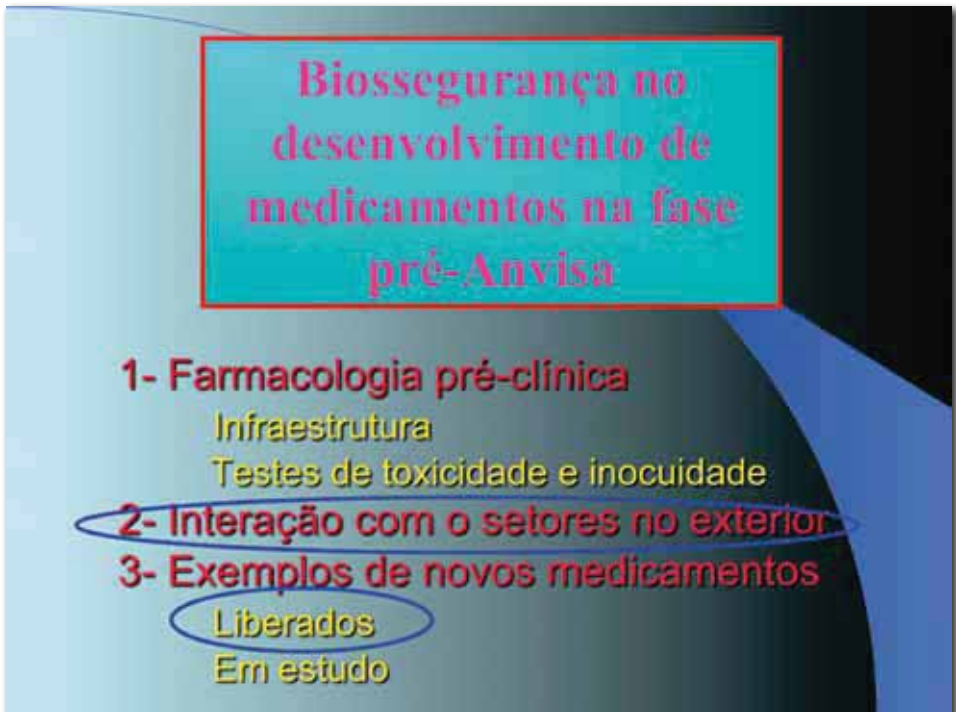 Biossegurança no
desenvolvimento de
medicamentos na fase
pré-Anvisa
1- Farmacologia pré-clínica
Infraestrutura
Testes de toxicidade e inocuidade
2- Interação com o setores no exterior
3- Exemplos de novos medicamentos
Liberados
Em estudo